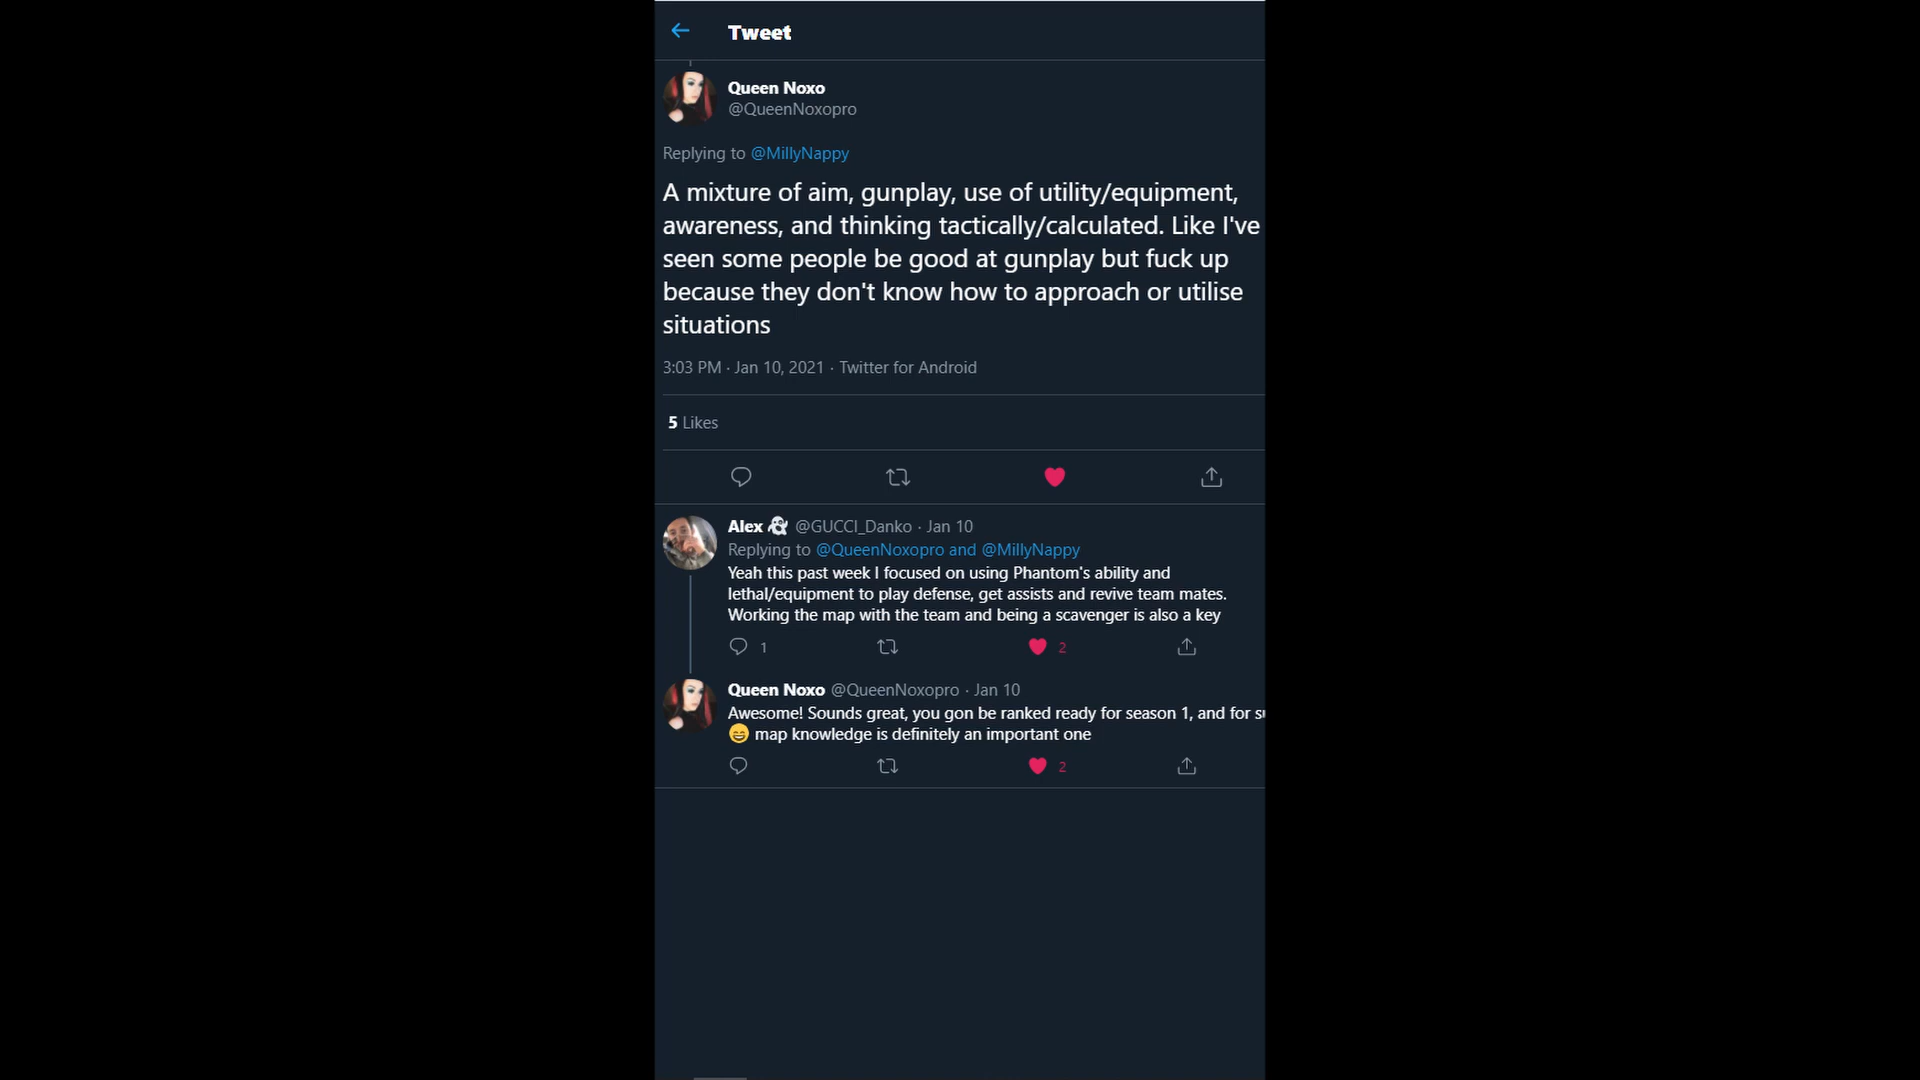 Tweet
Queen Noxo
@QueenNoxopro
Replying to @MillyNappy
A mixture of aim, gunplay, use of utility/equipment,
awareness, and thinking tactically/calculated. Like I've
seen some people be good at gunplay but fuck up
because they don't know how to approach or utilise
situations
3:03 PM · Jan 10, 2021 · Twitter for Android
5 Likes
Alex 👻 @GUCCI_Danko · Jan 10
Replying to @QueenNoxopro and @MillyNappy
Yeah this past week I focused on using Phantom's ability and
lethal/equipment to play defense, get assists and revive team mates.
Working the map with the team and being a scavenger is also a key
1 2
Queen Noxo @QueenNoxopro · Jan 10
Awesome! Sounds great, you gon be ranked ready for season 1, and for
😄 map knowledge is definitely an important one
2